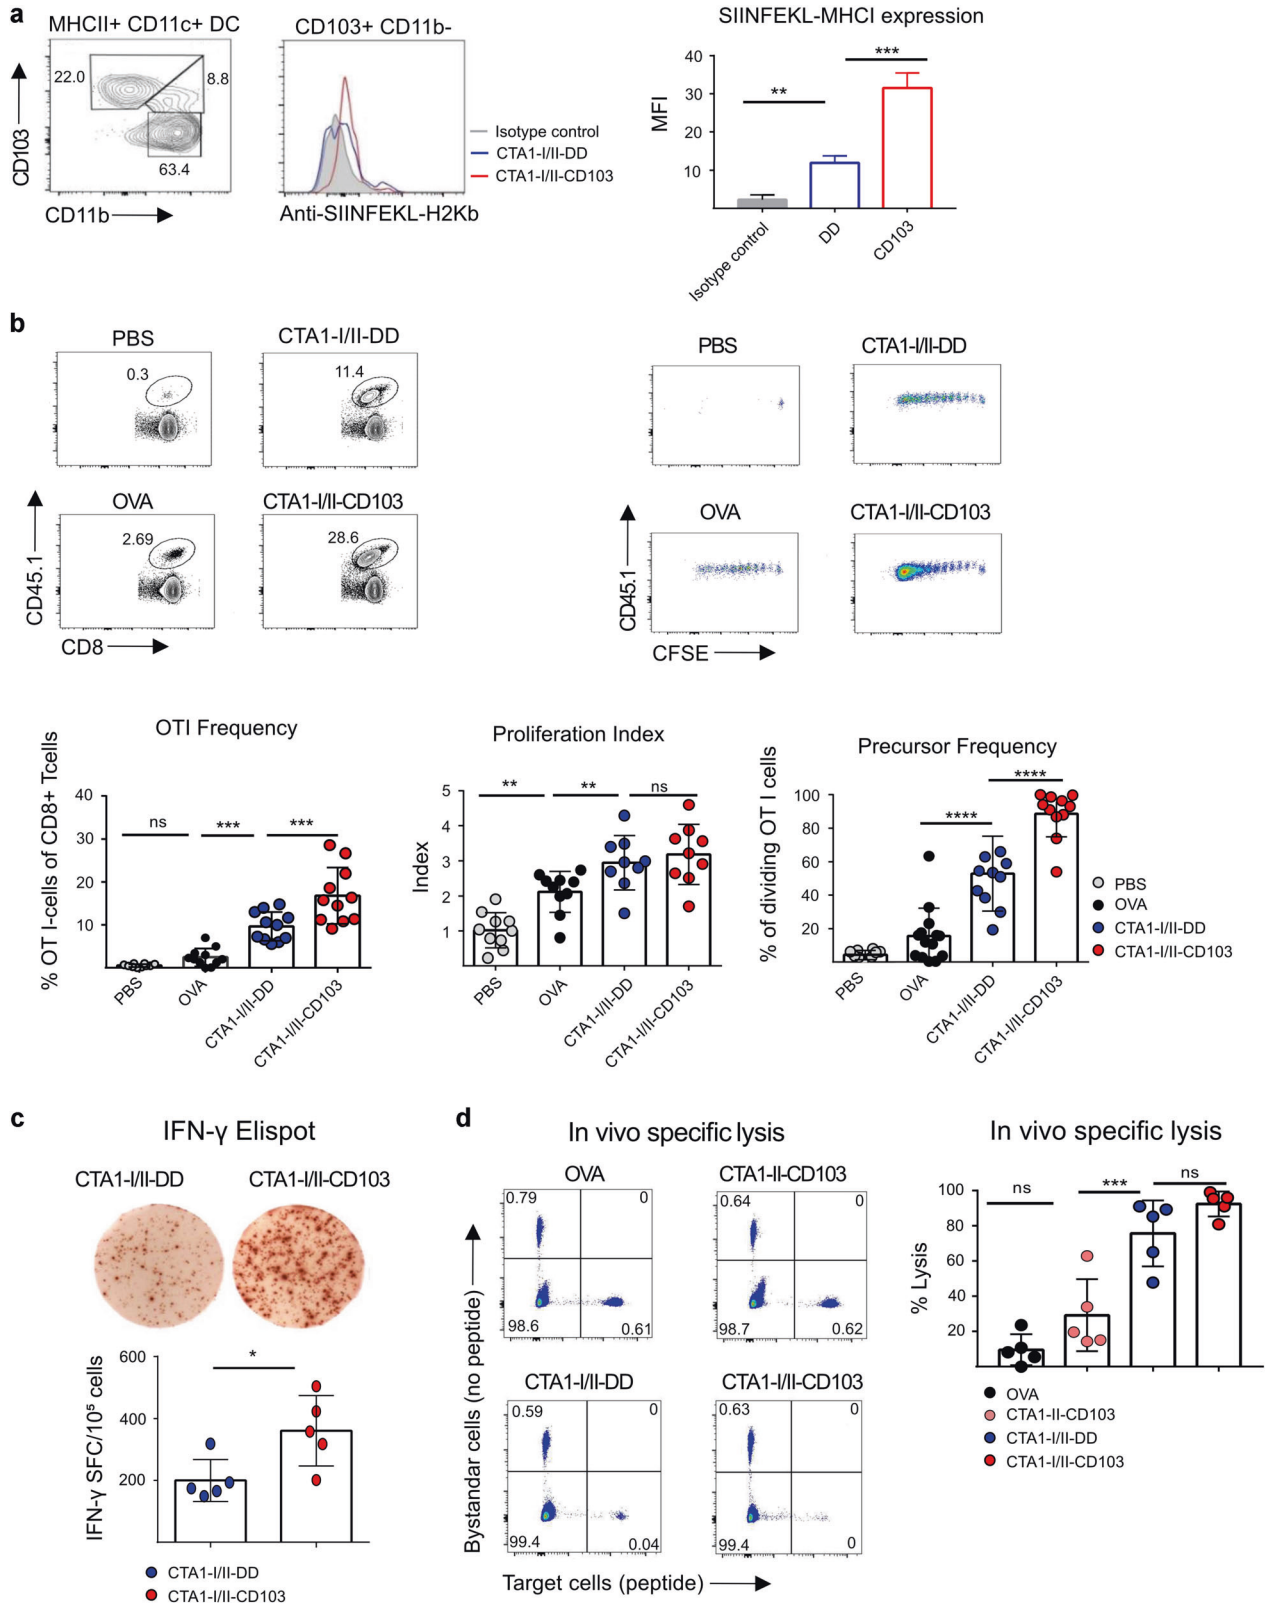 a
MHCII+ CD11c+ DC
CD103+ CD11b-
SIINFEKL-MHCI expression
22.0
8.8
63.4
CD103
CD11b
Anti-SIINFEKL-H2Kb
Isotype control
CTA1-I/II-DD
CTA1-I/II-CD103
MFI
40
30
20
10
**
***
Isotype control
DD
CD103
b
PBS
CTA1-I/II-DD
0.3
11.4
OVA
CTA1-I/II-CD103
2.69
28.6
CD45.1
CD8
PBS
CTA1-I/II-DD
OVA
CTA1-I/II-CD103
CD45.1
CFSE
OTI Frequency
% OT I-cells of CD8+ Tcells
40
30
20
10
ns
***
***
PBS
OVA
CTA1-I/II-DD
CTA1-I/II-CD103
Proliferation Index
Index
5
4
3
2
1
**
**
ns
PBS
OVA
CTA1-I/II-DD
CTA1-I/II-CD103
Precursor Frequency
% of dividing OT I cells
100
80
60
40
20
****
****
PBS
OVA
CTA1-I/II-DD
CTA1-I/II-CD103
PBS
OVA
CTA1-I/II-DD
CTA1-I/II-CD103
c
IFN-γ Elispot
CTA1-I/II-DD
CTA1-I/II-CD103
IFN-γ SFC/10⁵ cells
600
400
200
*
CTA1-I/II-DD
CTA1-I/II-CD103
d
In vivo specific lysis
OVA
CTA1-II-CD103
0.79
0
98.6
0.61
0.64
0
98.7
0.62
CTA1-I/II-DD
CTA1-I/II-CD103
0.59
0
99.4
0.04
0.63
0
99.4
0
Bystandar cells (no peptide)
Target cells (peptide)
In vivo specific lysis
% Lysis
100
80
60
40
20
ns
***
ns
OVA
CTA1-II-CD103
CTA1-I/II-DD
CTA1-I/II-CD103